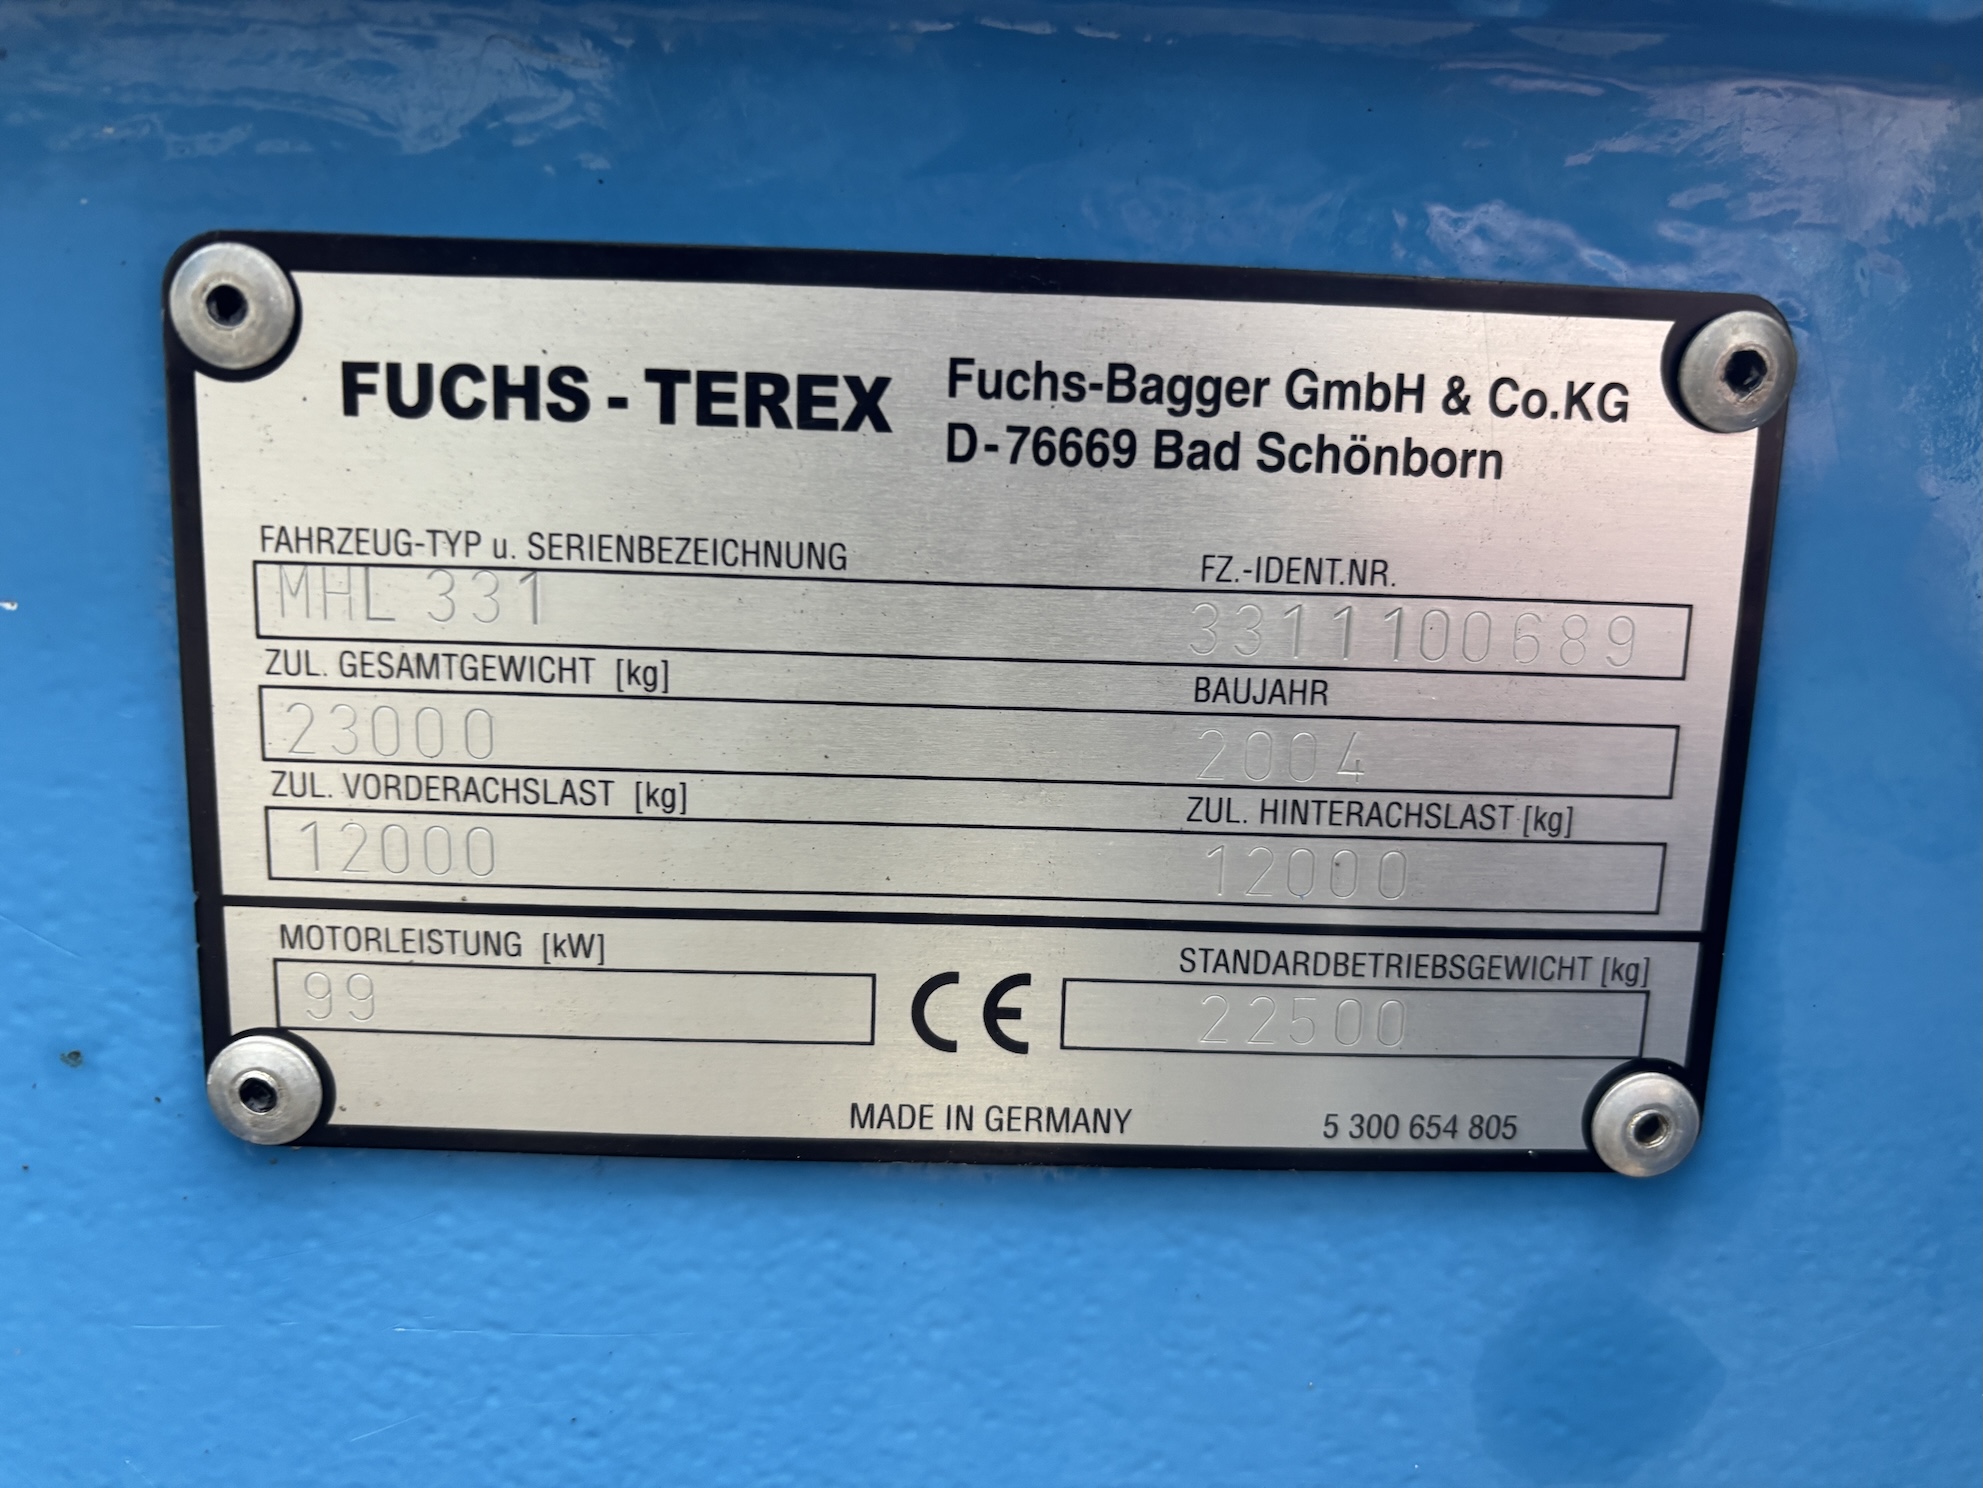 FUCHS - TEREX
Fuchs-Bagger GmbH & Co.KG
D-76669 Bad Schönborn
FAHRZEUG-TYP u. SERIENBEZEICHNUNG
FZ.-IDENT.NR.
MHL 331
3311100689
ZUL. GESAMTGEWICHT [kg]
BAUJAHR
23000
2004
ZUL. VORDERACHSLAST [kg]
ZUL. HINTERACHSLAST [kg]
12000
12000
MOTORLEISTUNG [kW]
STANDARDBETRIEBSGEWICHT [kg]
99
CE
22500
MADE IN GERMANY
5 300 654 805